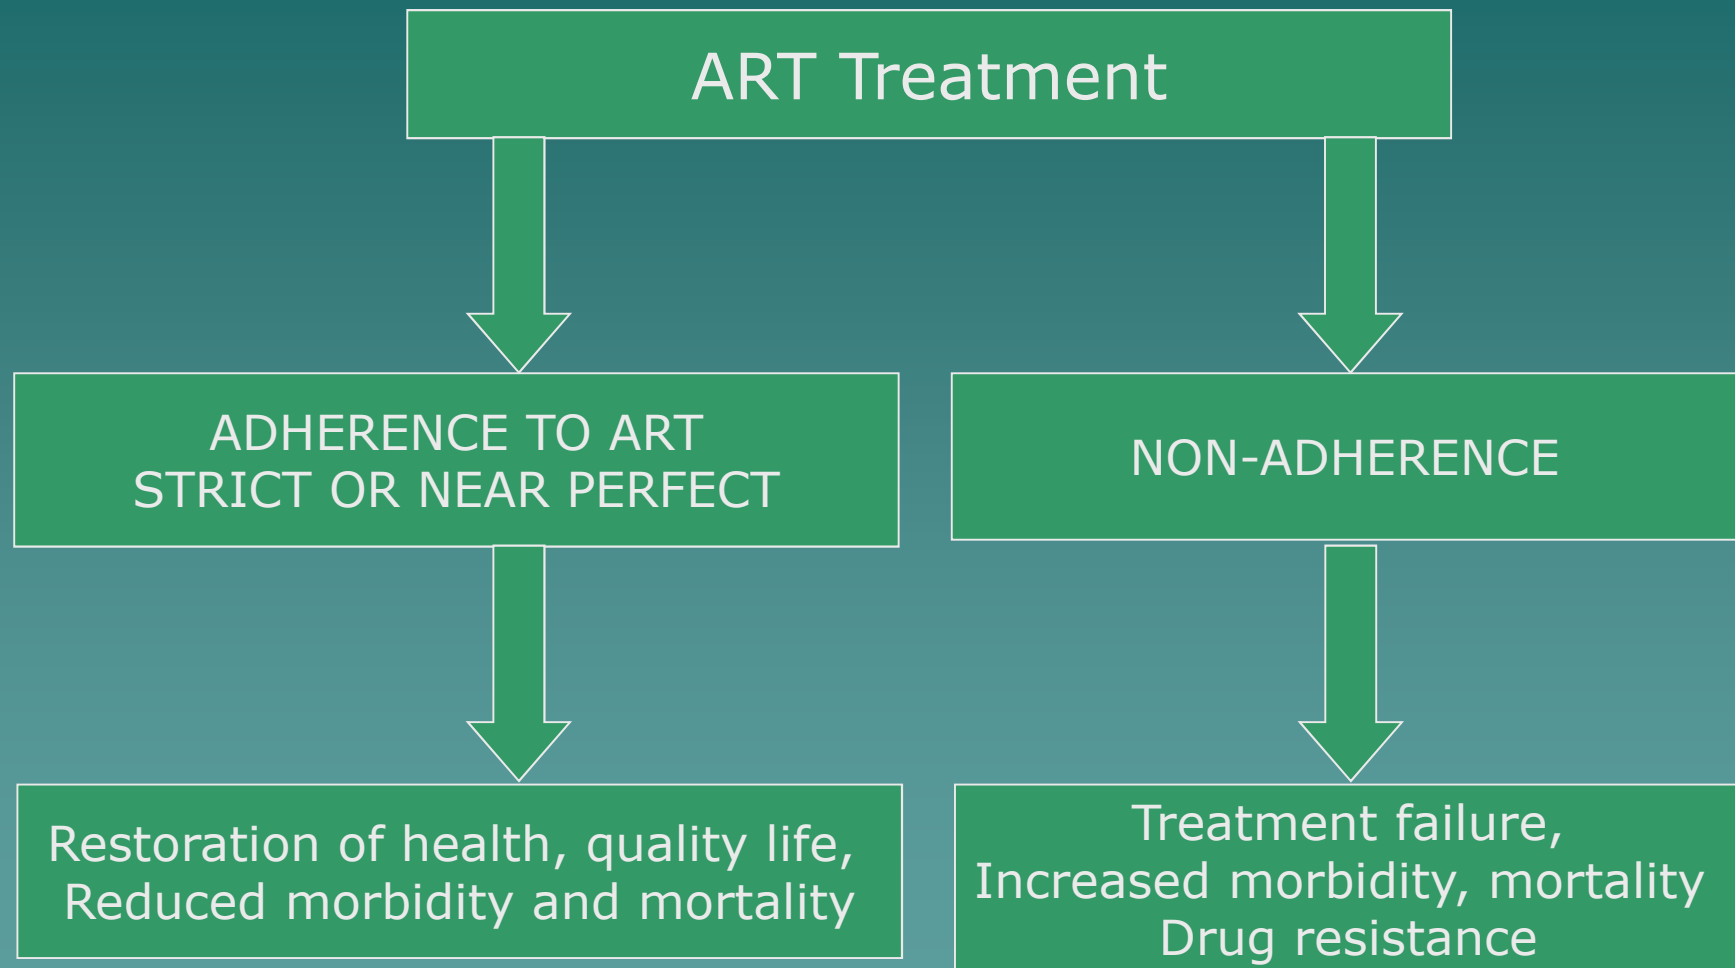 ART Treatment
ADHERENCE TO ART
STRICT OR NEAR PERFECT
NON-ADHERENCE
Restoration of health, quality life,
Reduced morbidity and mortality
Treatment failure,
Increased morbidity, mortality
Drug resistance